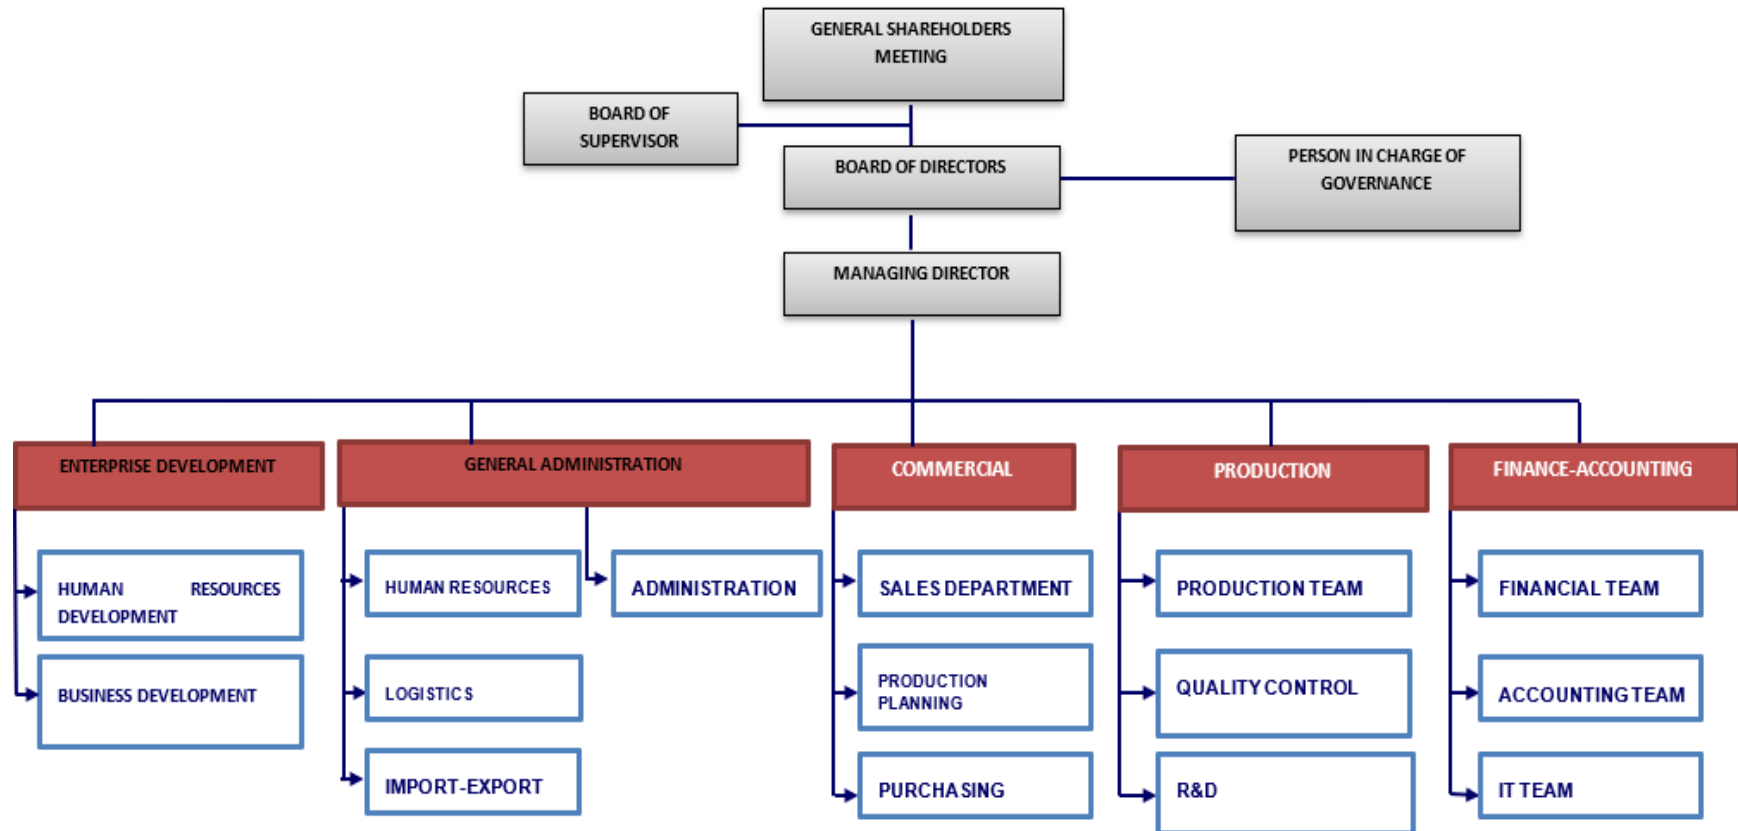 GENERAL SHAREHOLDERS
MEETING
BOARD OF
SUPERVISOR
BOARD OF DIRECTORS
PERSON IN CHARGE OF
GOVERNANCE
MANAGING DIRECTOR
ENTERPRISE DEVELOPMENT
GENERAL ADMINISTRATION
COMMERCIAL
PRODUCTION
FINANCE-ACCOUNTING
HUMAN RESOURCES
DEVELOPMENT
BUSINESS DEVELOPMENT
HUMAN RESOURCES
ADMINISTRATION
LOGISTICS
IMPORT-EXPORT
SALES DEPARTMENT
PRODUCTION
PLANNING
PURCHASING
PRODUCTION TEAM
QUALITY CONTROL
R&D
FINANCIAL TEAM
ACCOUNTING TEAM
IT TEAM